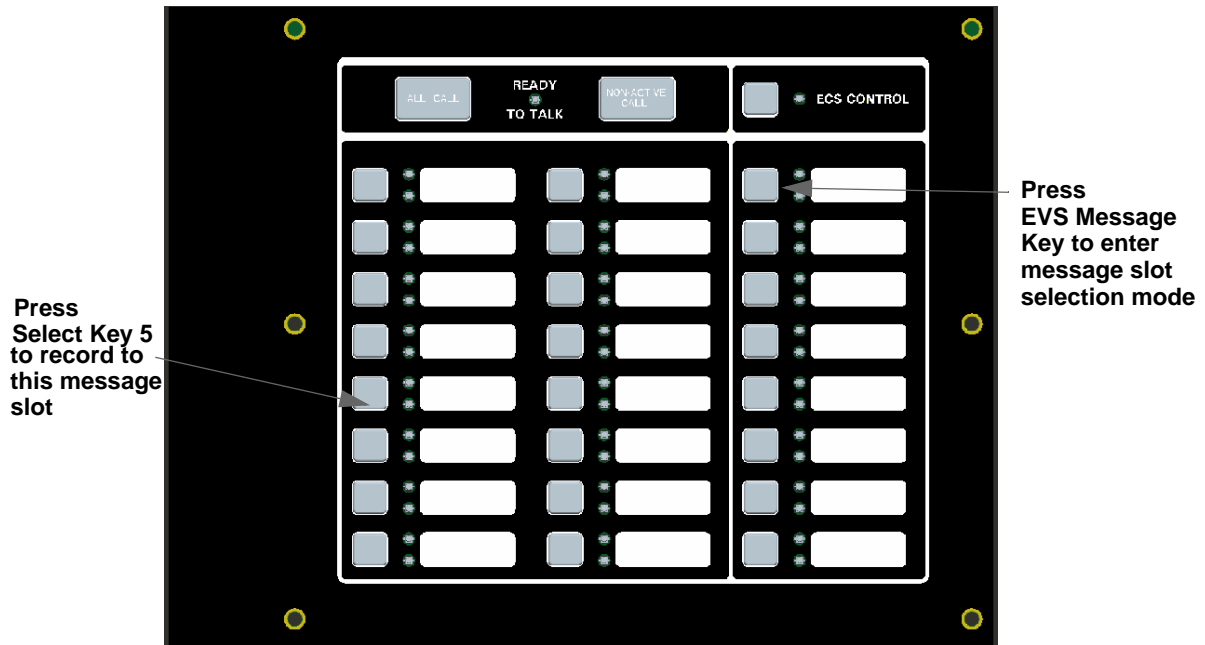 ALL CALL
READY
TO TALK
NON-ACTIVE
CALL
ECS CONTROL
Press
EVS Message
Key to enter
message slot
selection mode
Press
Select Key 5
to record to
this message
slot